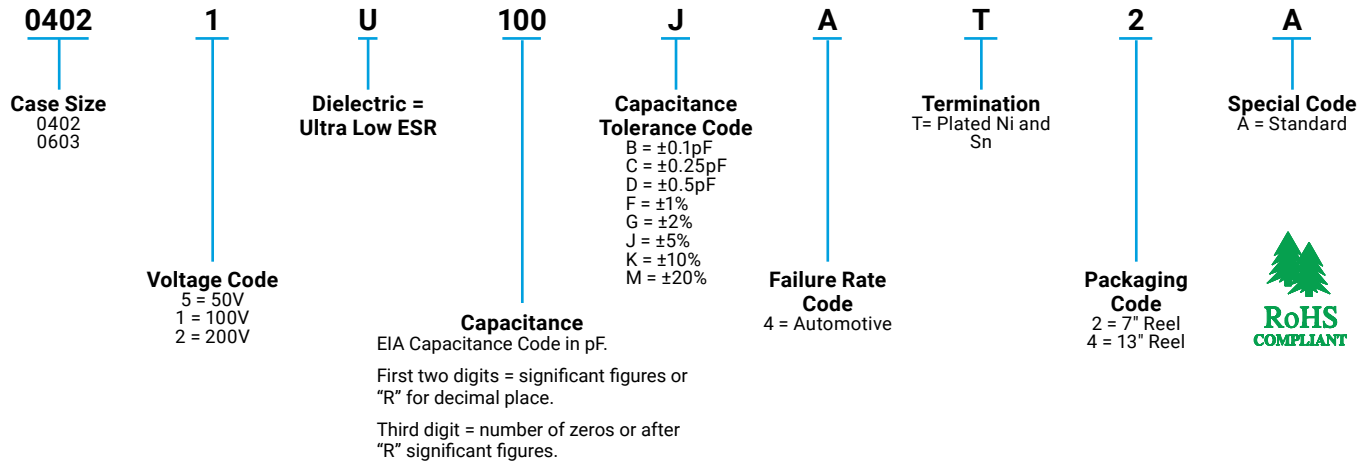 0402 1 U 100 J A T 2 A
Case Size
0402
0603
Voltage Code
5 = 50V
1 = 100V
2 = 200V
Dielectric =
Ultra Low ESR
Capacitance
EIA Capacitance Code in pF.
First two digits = significant figures or
“R” for decimal place.
Third digit = number of zeros or after
“R” significant figures.
Capacitance
Tolerance Code
B = ±0.1pF
C = ±0.25pF
D = ±0.5pF
F = ±1%
G = ±2%
J = ±5%
K = ±10%
M = ±20%
Failure Rate
Code
4 = Automotive
Termination
T= Plated Ni and
Sn
Packaging
Code
2 = 7" Reel
4 = 13" Reel
Special Code
A = Standard
RoHS
COMPLIANT